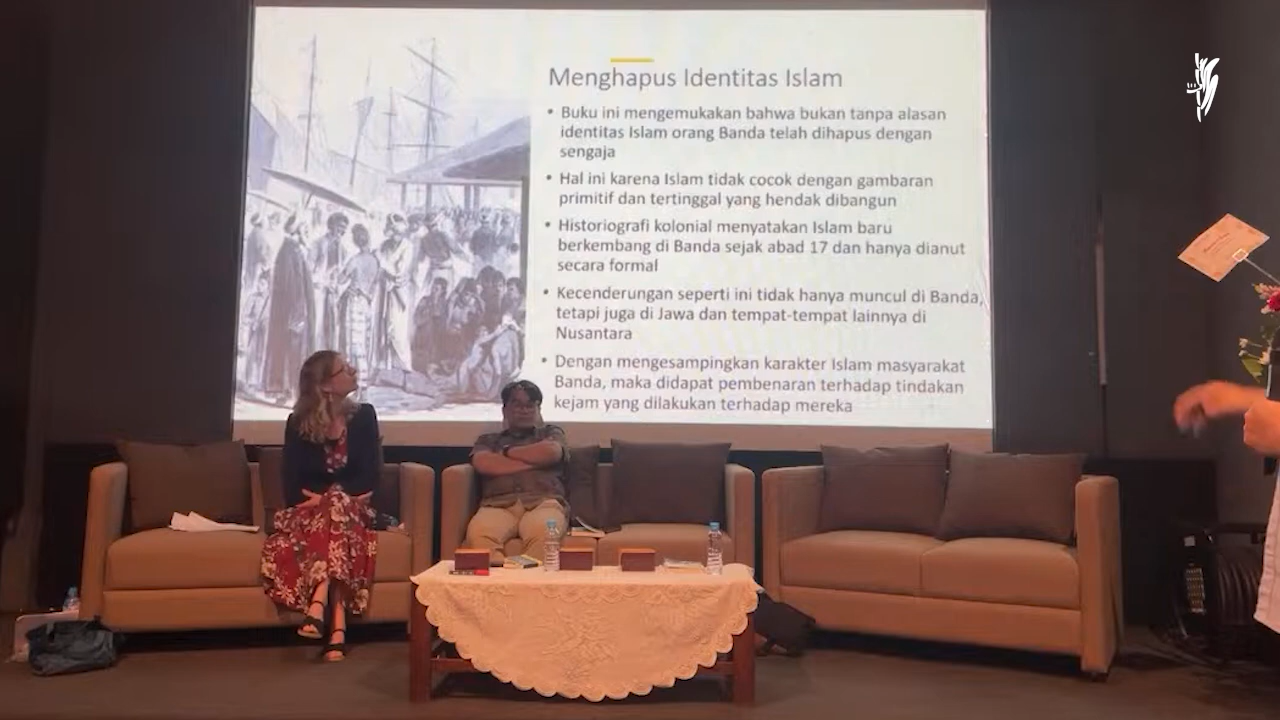 Menghapus Identitas Islam
• Buku ini mengemukakan bahwa bukan tanpa alasan
identitas Islam orang Banda telah dihapus dengan
sengaja
• Hal ini karena Islam tidak cocok dengan gambaran
primitif dan tertinggal yang hendak dibangun
• Historiografi kolonial menyatakan Islam baru
berkembang di Banda sejak abad 17 dan hanya dianut
secara formal
• Kecenderungan seperti ini tidak hanya muncul di Banda,
tetapi juga di Jawa dan tempat-tempat lainnya di
Nusantara
• Dengan mengesampingkan karakter Islam masyarakat
Banda, maka didapat pembenaran terhadap tindakan
kejam yang dilakukan terhadap mereka